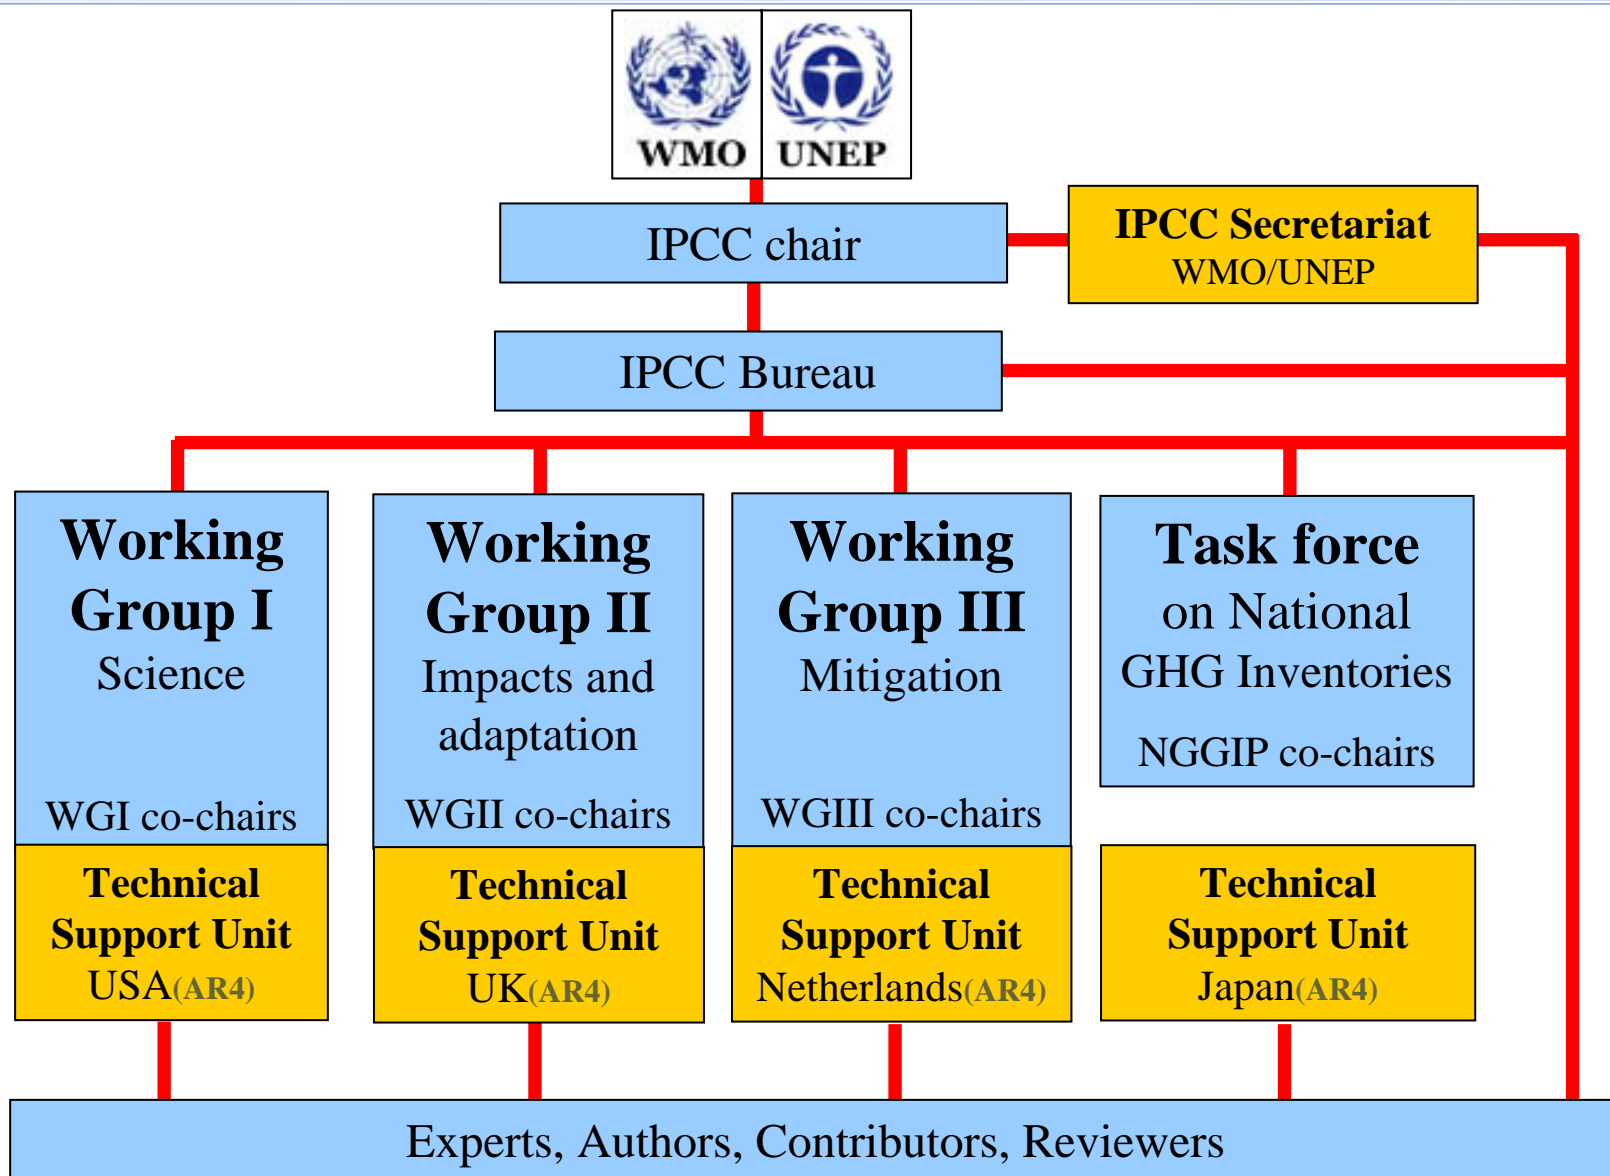 WMO
UNEP
IPCC chair
IPCC Secretariat
WMO/UNEP
IPCC Bureau
Working
Group I
Science
WGI co-chairs
Technical
Support Unit
USA(AR4)
Working
Group II
Impacts and
adaptation
WGII co-chairs
Technical
Support Unit
UK(AR4)
Working
Group III
Mitigation
WGIII co-chairs
Technical
Support Unit
Netherlands(AR4)
Task force
on National
GHG Inventories
NGGIP co-chairs
Technical
Support Unit
Japan(AR4)
Experts, Authors, Contributors, Reviewers